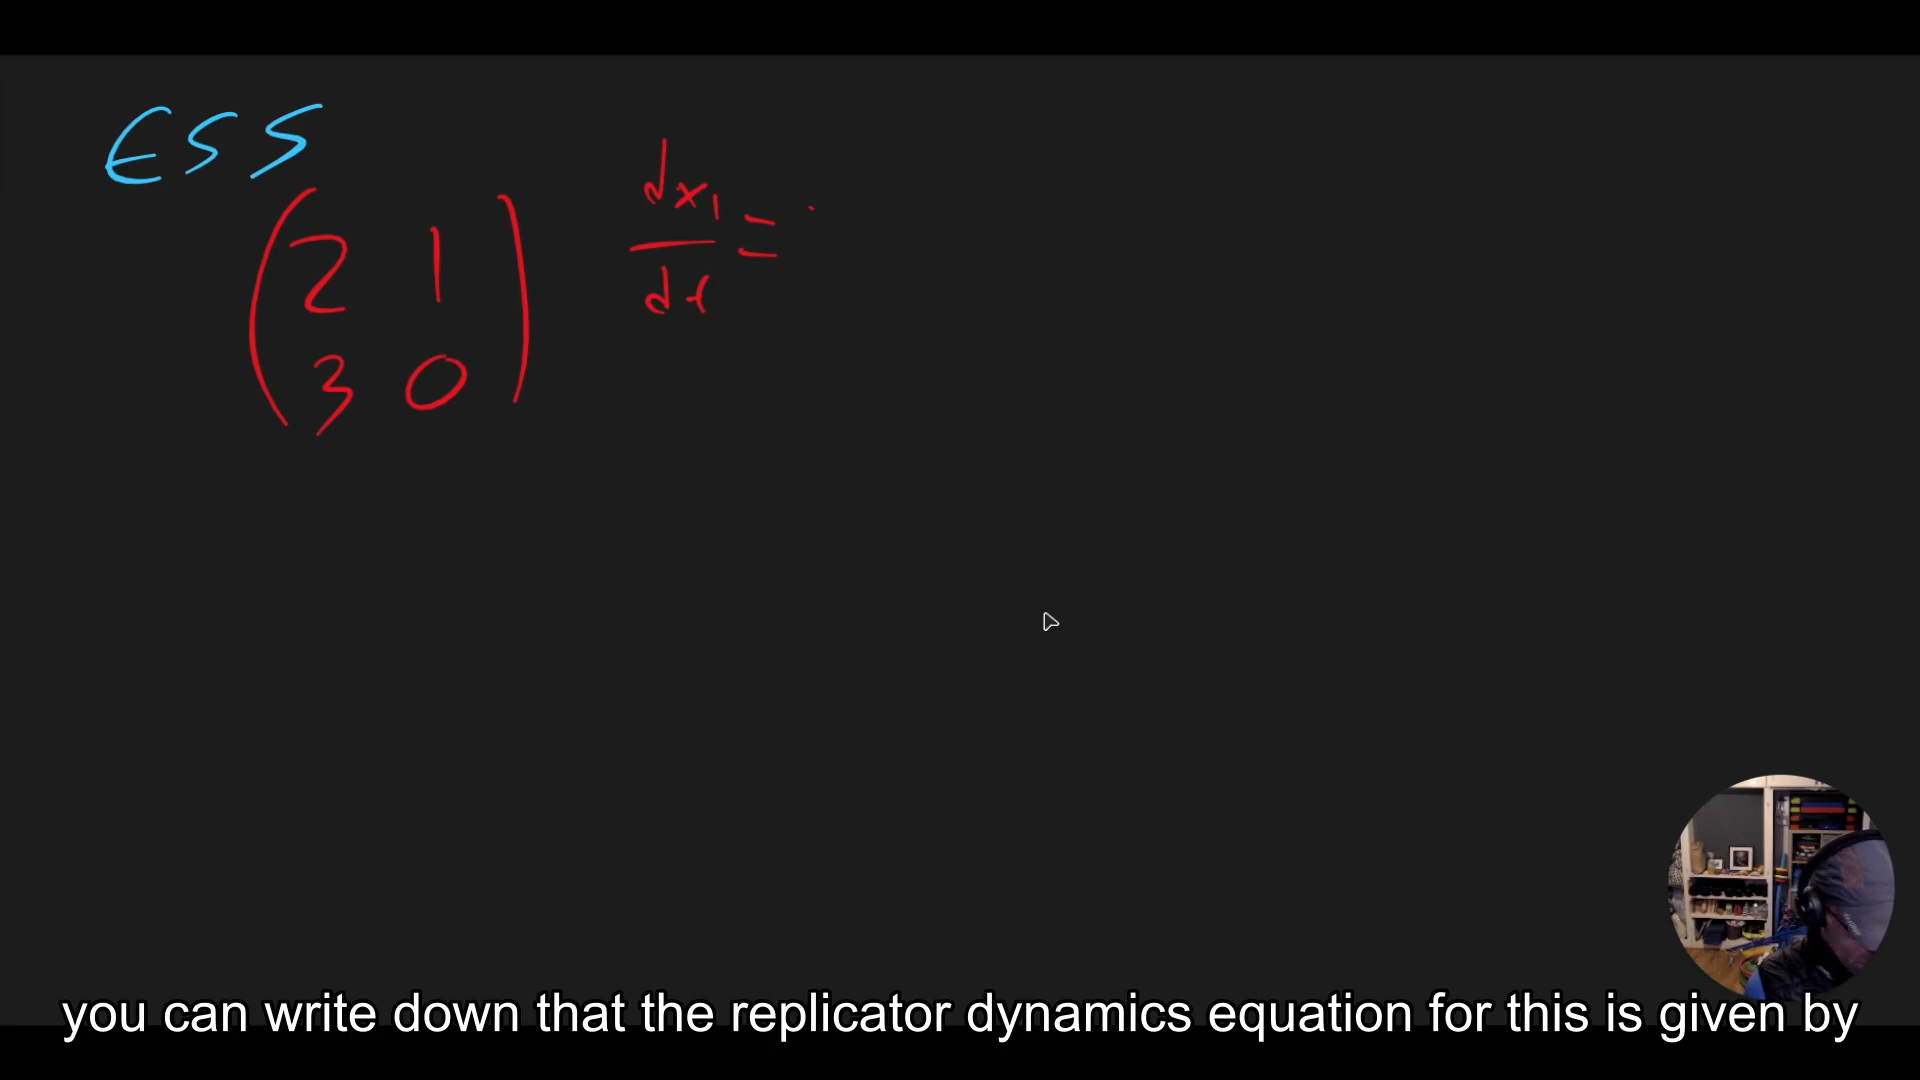 ESS
2 1
3 0
dx₁
dt
=
you can write down that the replicator dynamics equation for this is given by